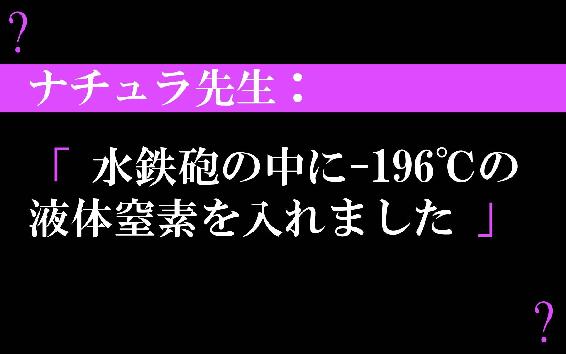 ?
ナチュラ先生：
「 水鉄砲の中に-196℃の
液体窒素を入れました 」
?